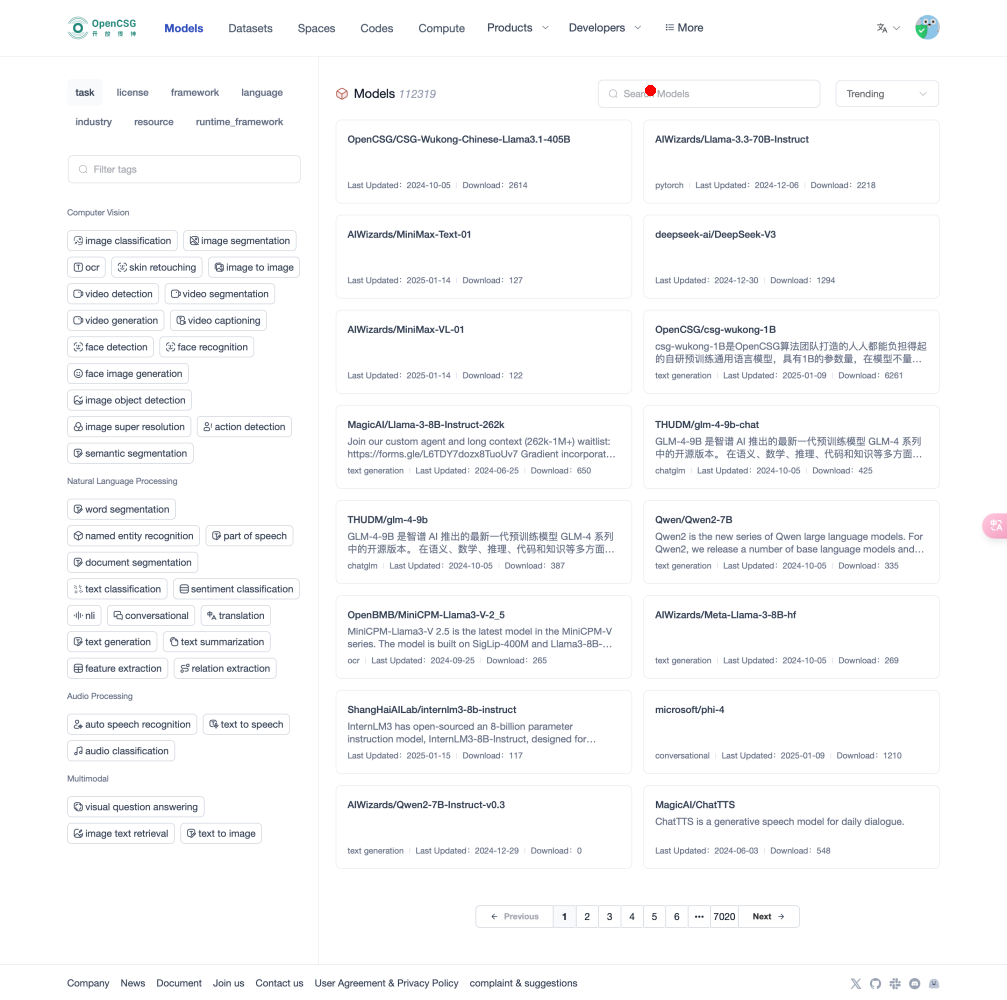 OpenCSG
开 放 传 神
Models
Datasets
Spaces
Codes
Compute
Products
Developers
More
task
license
framework
language
industry
resource
runtime_framework
Filter tags
Computer Vision
image classification
image segmentation
ocr
skin retouching
image to image
video detection
video segmentation
video generation
video captioning
face detection
face recognition
face image generation
image object detection
image super resolution
action detection
semantic segmentation
Natural Language Processing
word segmentation
named entity recognition
part of speech
document segmentation
text classification
sentiment classification
nli
conversational
translation
text generation
text summarization
feature extraction
relation extraction
Audio Processing
auto speech recognition
text to speech
audio classification
Multimodal
visual question answering
image text retrieval
text to image
Models 112319
Models
Trending
OpenCSG/CSG-Wukong-Chinese-Llama3.1-405B
Last Updated：2024-10-05 Download：2614
AIWizards/Llama-3.3-70B-Instruct
pytorch Last Updated：2024-12-06 Download：2218
AIWizards/MiniMax-Text-01
Last Updated：2025-01-14 Download：127
deepseek-ai/DeepSeek-V3
Last Updated：2024-12-30 Download：1294
AIWizards/MiniMax-VL-01
Last Updated：2025-01-14 Download：122
OpenCSG/csg-wukong-1B
csg-wukong-1B是OpenCSG算法团队打造的人人都能负担得起
的自研预训练通用语言模型，具有1B的参数量，在模型不量…
text generation Last Updated：2025-01-09 Download：6261
MagicAI/Llama-3-8B-Instruct-262k
Join our custom agent and long context (262k-1M+) waitlist:
https://forms.gle/L6TDY7dozx8TuoUv7 Gradient incorporat…
text generation Last Updated：2024-06-25 Download：650
THUDM/glm-4-9b-chat
GLM-4-9B 是智谱 AI 推出的最新一代预训练模型 GLM-4 系列
中的开源版本。 在语义、数学、推理、代码和知识等多方面…
chatglm Last Updated：2024-10-05 Download：425
THUDM/glm-4-9b
GLM-4-9B 是智谱 AI 推出的最新一代预训练模型 GLM-4 系列
中的开源版本。 在语义、数学、推理、代码和知识等多方面…
chatglm Last Updated：2024-10-05 Download：387
Qwen/Qwen2-7B
Qwen2 is the new series of Qwen large language models. For
Qwen2, we release a number of base language models and…
text generation Last Updated：2024-10-05 Download：335
OpenBMB/MiniCPM-Llama3-V-2_5
MiniCPM-Llama3-V 2.5 is the latest model in the MiniCPM-V
series. The model is built on SigLip-400M and Llama3-8B-…
ocr Last Updated：2024-09-25 Download：265
AIWizards/Meta-Llama-3-8B-hf
text generation Last Updated：2024-10-05 Download：269
ShangHaiAILab/internlm3-8b-instruct
InternLM3 has open-sourced an 8-billion parameter
instruction model, InternLM3-8B-Instruct, designed for…
Last Updated：2025-01-15 Download：117
microsoft/phi-4
conversational Last Updated：2025-01-09 Download：1210
AIWizards/Qwen2-7B-Instruct-v0.3
text generation Last Updated：2024-12-29 Download：0
MagicAI/ChatTTS
ChatTTS is a generative speech model for daily dialogue.
Last Updated：2024-06-03 Download：548
← Previous 1 2 3 4 5 6 ••• 7020 Next →
Company News Document Join us Contact us User Agreement & Privacy Policy complaint & suggestions